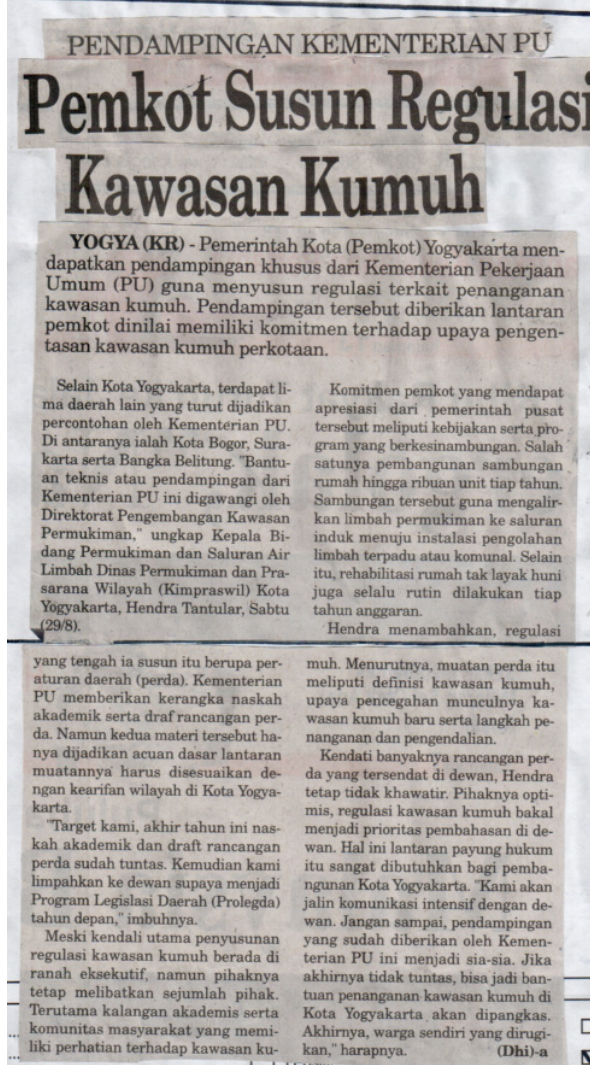 PENDAMPINGAN KEMENTERIAN PU
Pemkot Susun Regulasi
Kawasan Kumuh
YOGYA (KR) - Pemerintah Kota (Pemkot) Yogyakarta men-
dapatkan pendampingan khusus dari Kementerian Pekerjaan
Umum (PU) guna menyusun regulasi terkait penanganan
kawasan kumuh. Pendampingan tersebut diberikan lantaran
pemkot dinilai memiliki komitmen terhadap upaya pengen-
tasan kawasan kumuh perkotaan.
Selain Kota Yogyakarta, terdapat li-
ma daerah lain yang turut dijadikan
percontohan oleh Kementerian PU.
Di antaranya ialah Kota Bogor, Sura-
karta serta Bangka Belitung. "Bantu-
an teknis atau pendampingan dari
Kementerian PU ini digawangi oleh
Direktorat Pengembangan Kawasan
Permukiman," ungkap Kepala Bi-
dang Permukiman dan Saluran Air
Limbah Dinas Permukiman dan Pra-
sarana Wilayah (Kimpraswil) Kota
Yogyakarta, Hendra Tantular, Sabtu
(29/8).
Komitmen pemkot yang mendapat
apresiasi dari pemerintah pusat
tersebut meliputi kebijakan serta pro-
gram yang berkesinambungan. Salah
satunya pembangunan sambungan
rumah hingga ribuan unit tiap tahun.
Sambungan tersebut guna mengalir-
kan limbah permukiman ke saluran
induk menuju instalasi pengolahan
limbah terpadu atau komunal. Selain
itu, rehabilitasi rumah tak layak huni
juga selalu rutin dilakukan tiap
tahun anggaran.
Hendra menambahkan, regulasi
yang tengah ia susun itu berupa per-
aturan daerah (perda). Kementerian
PU memberikan kerangka naskah
akademik serta draf rancangan per-
da. Namun kedua materi tersebut ha-
nya dijadikan acuan dasar lantaran
muatannya harus disesuaikan de-
ngan kearifan wilayah di Kota Yogya-
karta.
"Target kami, akhir tahun ini nas-
kah akademik dan draft rancangan
perda sudah tuntas. Kemudian kami
limpahkan ke dewan supaya menjadi
Program Legislasi Daerah (Prolegda)
tahun depan," imbuhnya.
Meski kendali utama penyusunan
regulasi kawasan kumuh berada di
ranah eksekutif, namun pihaknya
tetap melibatkan sejumlah pihak.
Terutama kalangan akademis serta
komunitas masyarakat yang memi-
liki perhatian terhadap kawasan ku-
muh. Menurutnya, muatan perda itu
meliputi definisi kawasan kumuh,
upaya pencegahan munculnya ka-
wasan kumuh baru serta langkah pe-
nanganan dan pengendalian.
Kendati banyaknya rancangan per-
da yang tersendat di dewan, Hendra
tetap tidak khawatir. Pihaknya opti-
mis, regulasi kawasan kumuh bakal
menjadi prioritas pembahasan di de-
wan. Hal ini lantaran payung hukum
itu sangat dibutuhkan bagi pemba-
ngunan Kota Yogyakarta. "Kami akan
jalin komunikasi intensif dengan de-
wan. Jangan sampai, pendampingan
yang sudah diberikan oleh Kemen-
terian PU ini menjadi sia-sia. Jika
akhirnya tidak tuntas, bisa jadi ban-
tuan penanganan kawasan kumuh di
Kota Yogyakarta akan dipangkas.
Akhirnya, warga sendiri yang dirugi-
kan," harapnya. (Dhi)-a